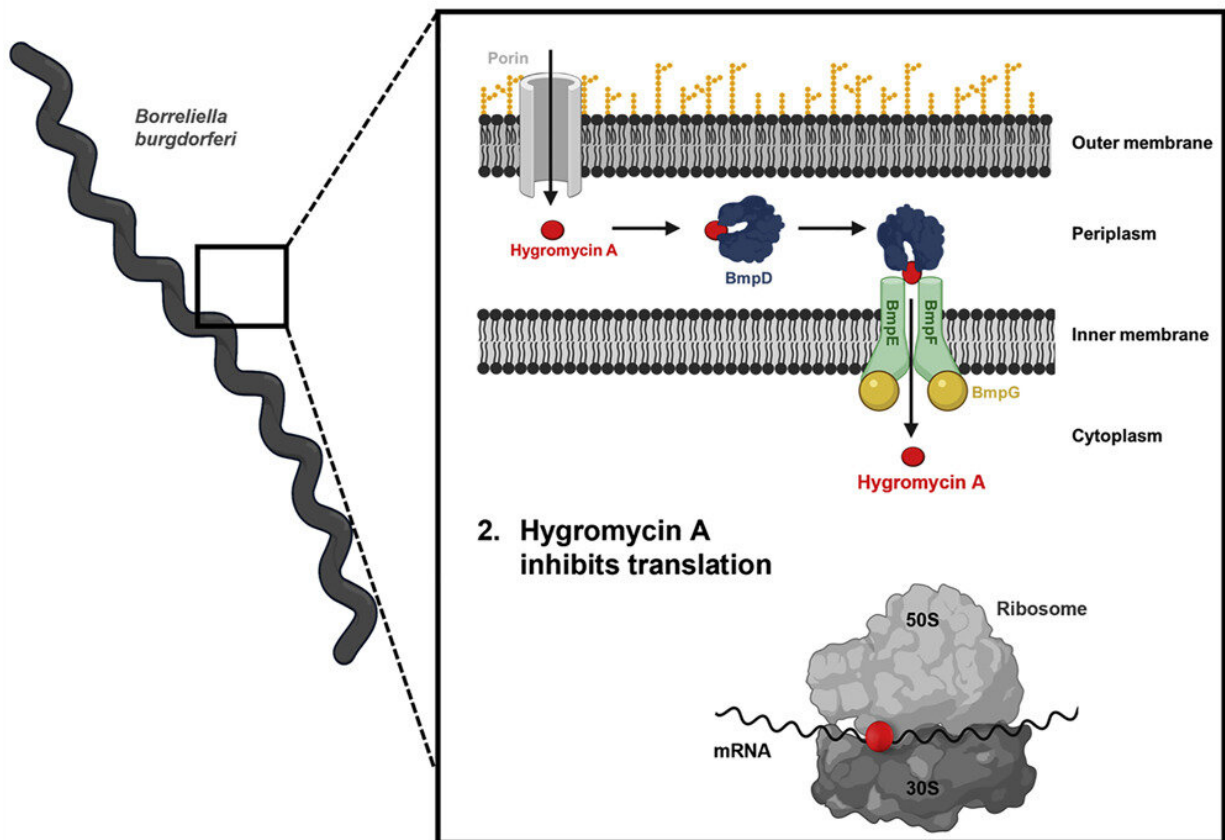 Borreliella
burgdorferi
Porin
Outer membrane
Hygromycin A
BmpD
Periplasm
BmpE
BmpF
Inner membrane
BmpG
Cytoplasm
Hygromycin A
2. Hygromycin A
inhibits translation
50S
Ribosome
mRNA
30S